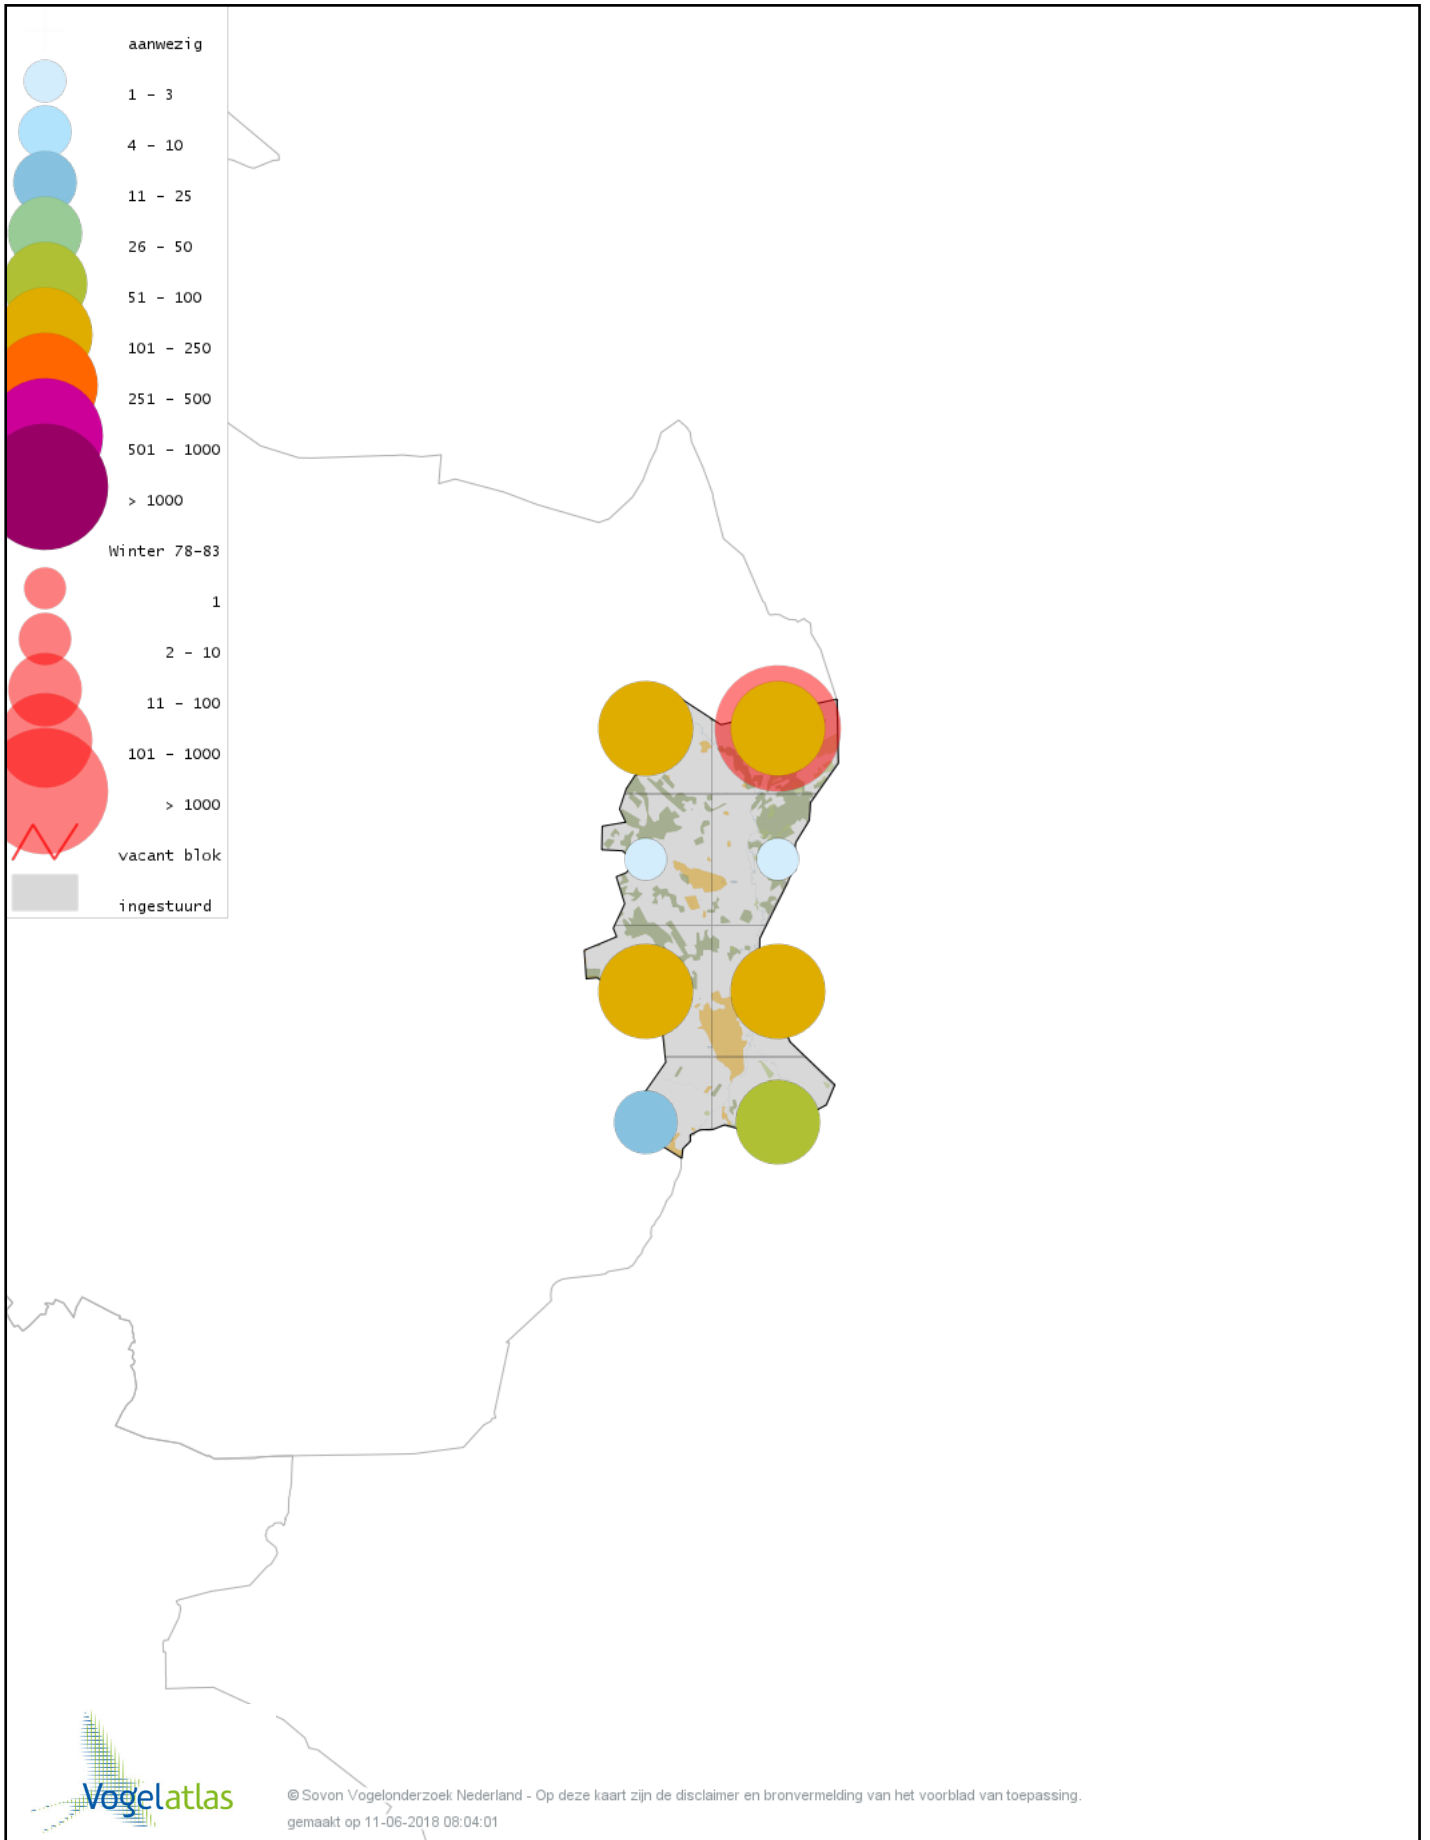 aanwezig
1 - 3
4 - 10
11 - 25
26 - 50
51 - 100
101 - 250
251 - 500
501 - 1000
> 1000
Winter 78-83
1
2 - 10
11 - 100
101 - 1000
> 1000
vacant blok
ingestuurd
Vogelatlas
© Sovon Vogelonderzoek Nederland - Op deze kaart zijn de disclaimer en bronvermelding van het voorblad van toepassing.
gemaakt op 11-06-2018 08:04:01